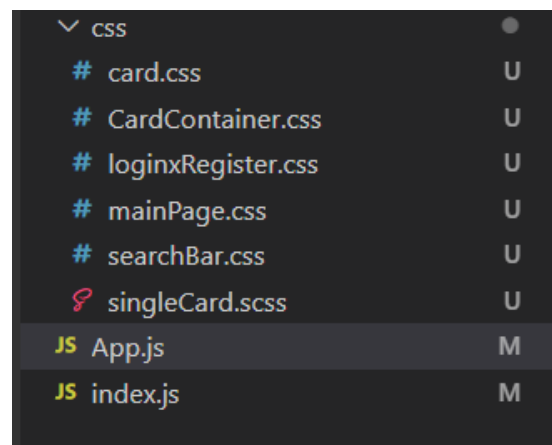 css
# card.css U
# CardContainer.css U
# loginxRegister.css U
# mainPage.css U
# searchBar.css U
singleCard.scss U
JS App.js M
JS index.js M